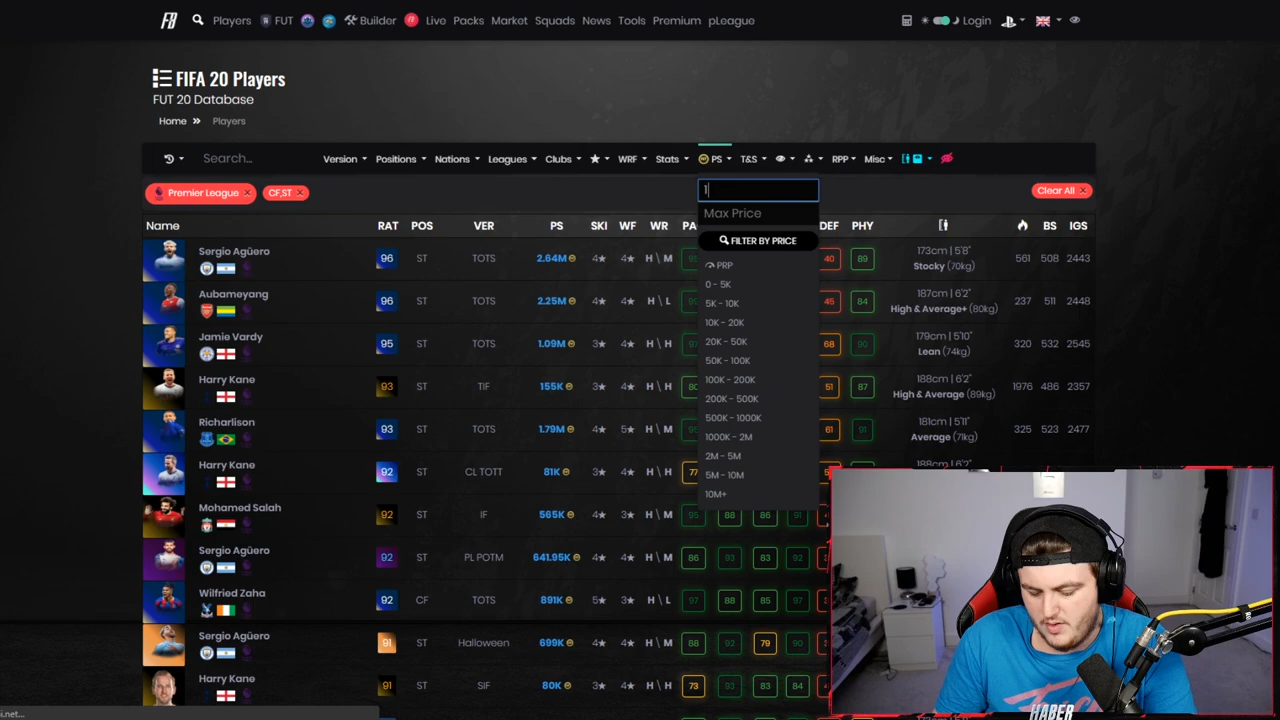 Players FUT Builder Live Packs Market Squads News Tools Premium pLeague Login
FIFA 20 Players
FUT 20 Database
Home » Players
Search... Version Positions Nations Leagues Clubs WRF Stats PS T&S RPP Misc
Premier League × CF,ST × Clear All ×
1
Max Price
FILTER BY PRICE
PRP
0 - 5K
5K - 10K
10K - 20K
20K - 50K
50K - 100K
100K - 200K
200K - 500K
500K - 1000K
1000K - 2M
2M - 5M
5M - 10M
10M+
Name RAT POS VER PS SKI WF WR DEF PHY BS IGS
Sergio Agüero 96 ST TOTS 2.64M 4★ 4★ H \ M 40 89 173cm | 5'8" Stocky (70kg) 561 508 2443
Aubameyang 96 ST TOTS 2.25M 4★ 4★ H \ L 45 84 187cm | 6'2" High & Average+ (80kg) 237 511 2448
Jamie Vardy 95 ST TOTS 1.09M 4★ 4★ H \ H 68 90 179cm | 5'10" Lean (74kg) 320 532 2545
Harry Kane 93 ST TIF 155K 3★ 4★ H \ H 80 51 87 188cm | 6'2" High & Average (89kg) 1976 486 2357
Richarlison 93 ST TOTS 1.79M 4★ 5★ H \ M 61 91 181cm | 5'11" Average (71kg) 325 523 2477
Harry Kane 92 ST CL TOTT 81K 3★ 4★ H \ H 77 188cm | 6'2"
Mohamed Salah 92 ST IF 565K 4★ 3★ H \ M 95 88 86 91
Sergio Agüero 92 ST PL POTM 641.95K 4★ 4★ H \ M 86 93 83 92
Wilfried Zaha 92 CF TOTS 891K 5★ 3★ H \ L 97 88 85 97
Sergio Agüero 91 ST Halloween 699K 4★ 4★ H \ M 88 92 79 90
Harry Kane 91 ST SIF 80K 3★ 4★ H \ H 73 93 83 84
i.net...
HABER